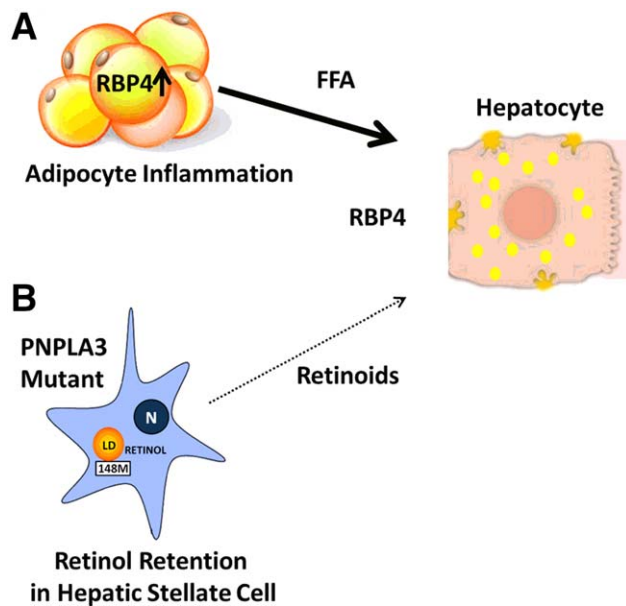 A
RBP4↑
FFA
Adipocyte Inflammation
Hepatocyte
RBP4
B
PNPLA3
Mutant
N
LD
RETINOL
148M
Retinoids
Retinol Retention
in Hepatic Stellate Cell